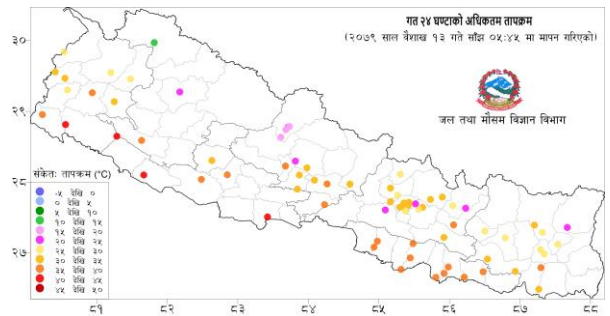 गत २४ घण्टाको अधिकतम तापक्रम
(२०७९ साल वैशाख १३ गते साँझ ०५:४५ मा मापन गरिएको)
जल तथा मौसम विज्ञान विभाग
३०
२९
२८
२७
संकेतः तापक्रम (°C)
-५ देखि ०
० देखि ५
५ देखि १०
१० देखि १५
१५ देखि २०
२० देखि २५
२५ देखि ३०
३० देखि ३५
३५ देखि ४०
४० देखि ४५
४५ देखि ५०
८१ ८२ ८३ ८४ ८५ ८६ ८७ ८८